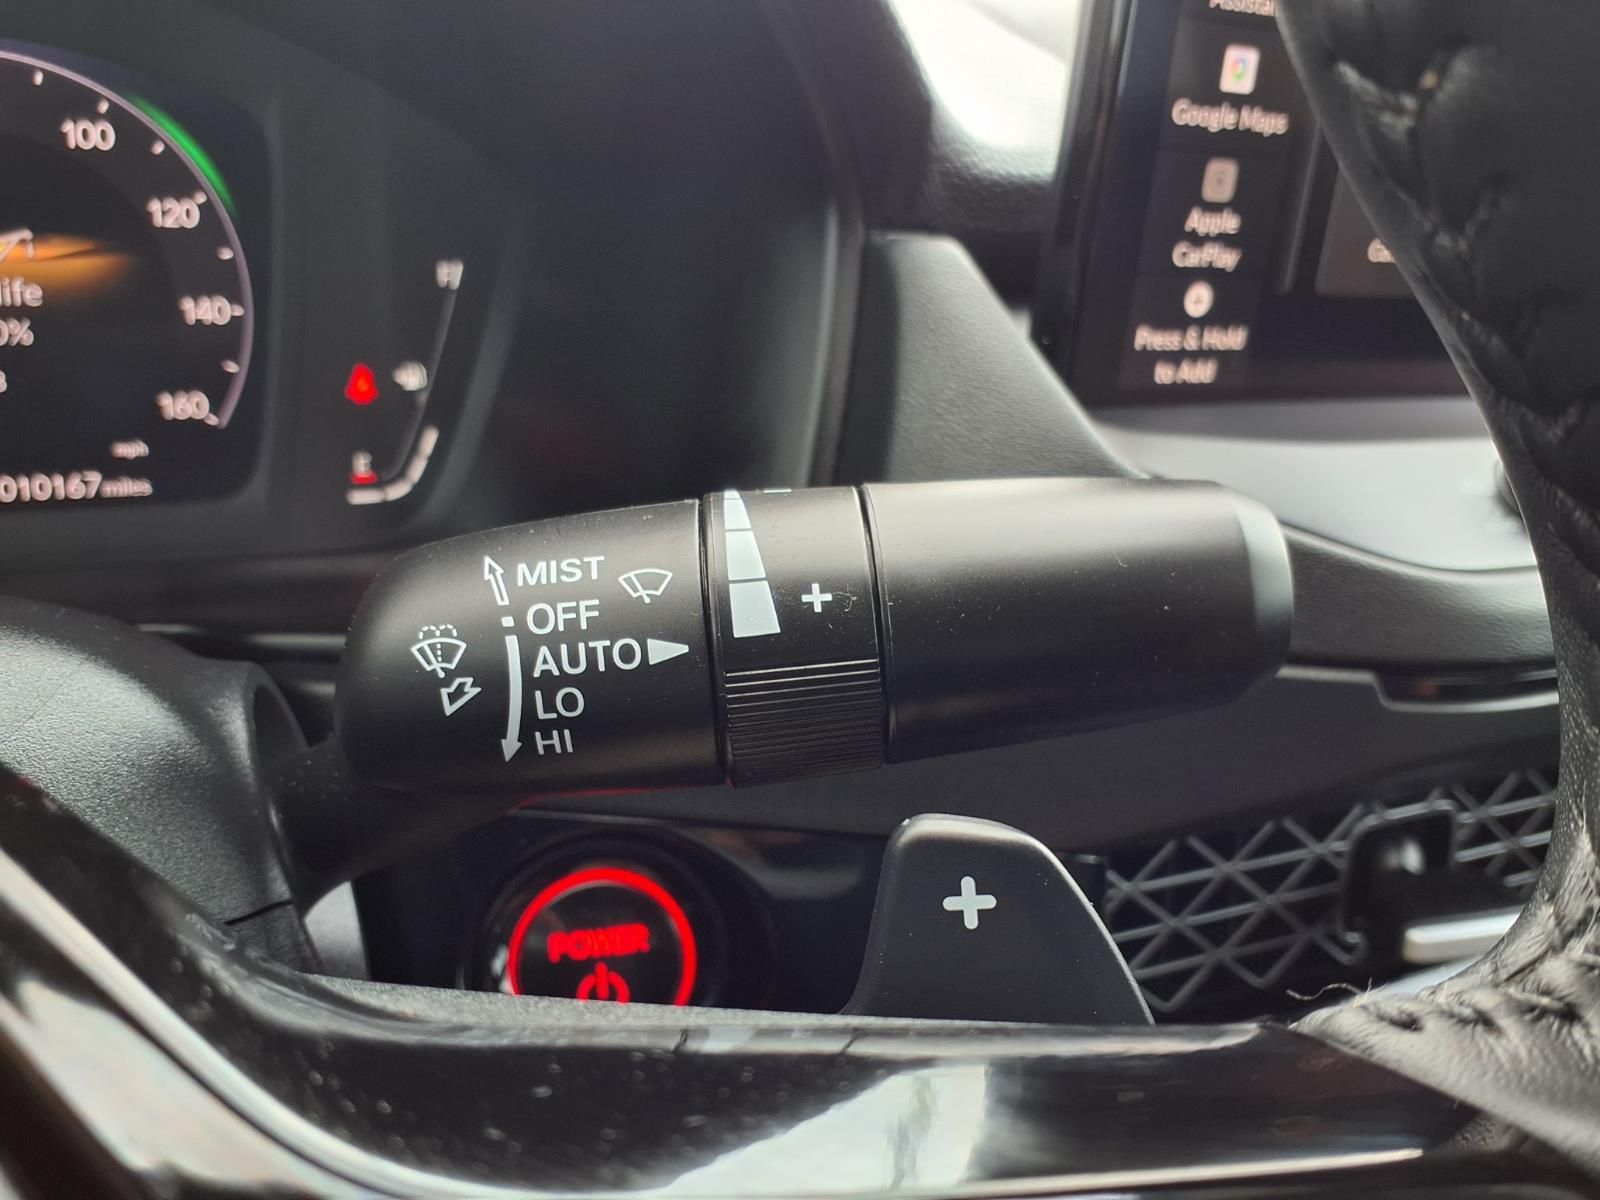 100
120
140
160
mph
010167 miles
life
0%
H
E
Google Maps
Apple
CarPlay
Press & Hold
to Add
MIST
OFF
AUTO
LO
HI
+
POWER
+